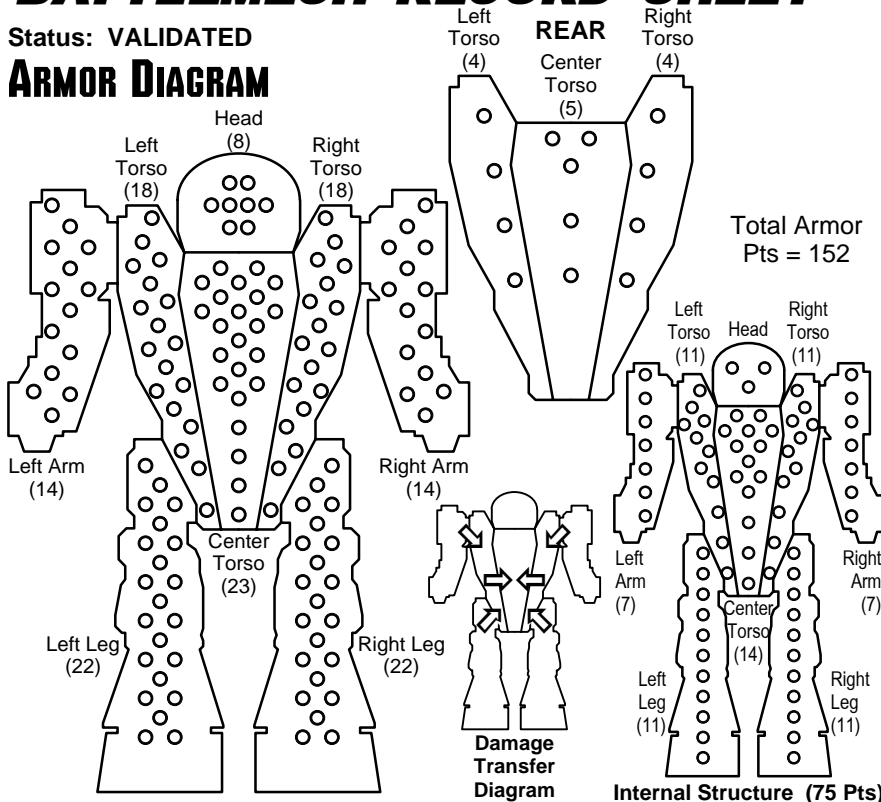 BATTLEMECH RECORD SHEET
Status: VALIDATED
ARMOR DIAGRAM
Head
(8)
Left
Torso
(18)
Right
Torso
(18)
Left Arm
(14)
Right Arm
(14)
Center
Torso
(23)
Left Leg
(22)
Right Leg
(22)
Left
Torso
(4)
REAR
Center
Torso
(5)
Right
Torso
(4)
Total Armor
Pts = 152
Left
Torso
(11)
Head
Right
Torso
(11)
Left
Arm
(7)
Right
Arm
(7)
Center
Torso
(14)
Left
Leg
(11)
Right
Leg
(11)
Damage
Transfer
Diagram
Internal Structure (75 Pts)